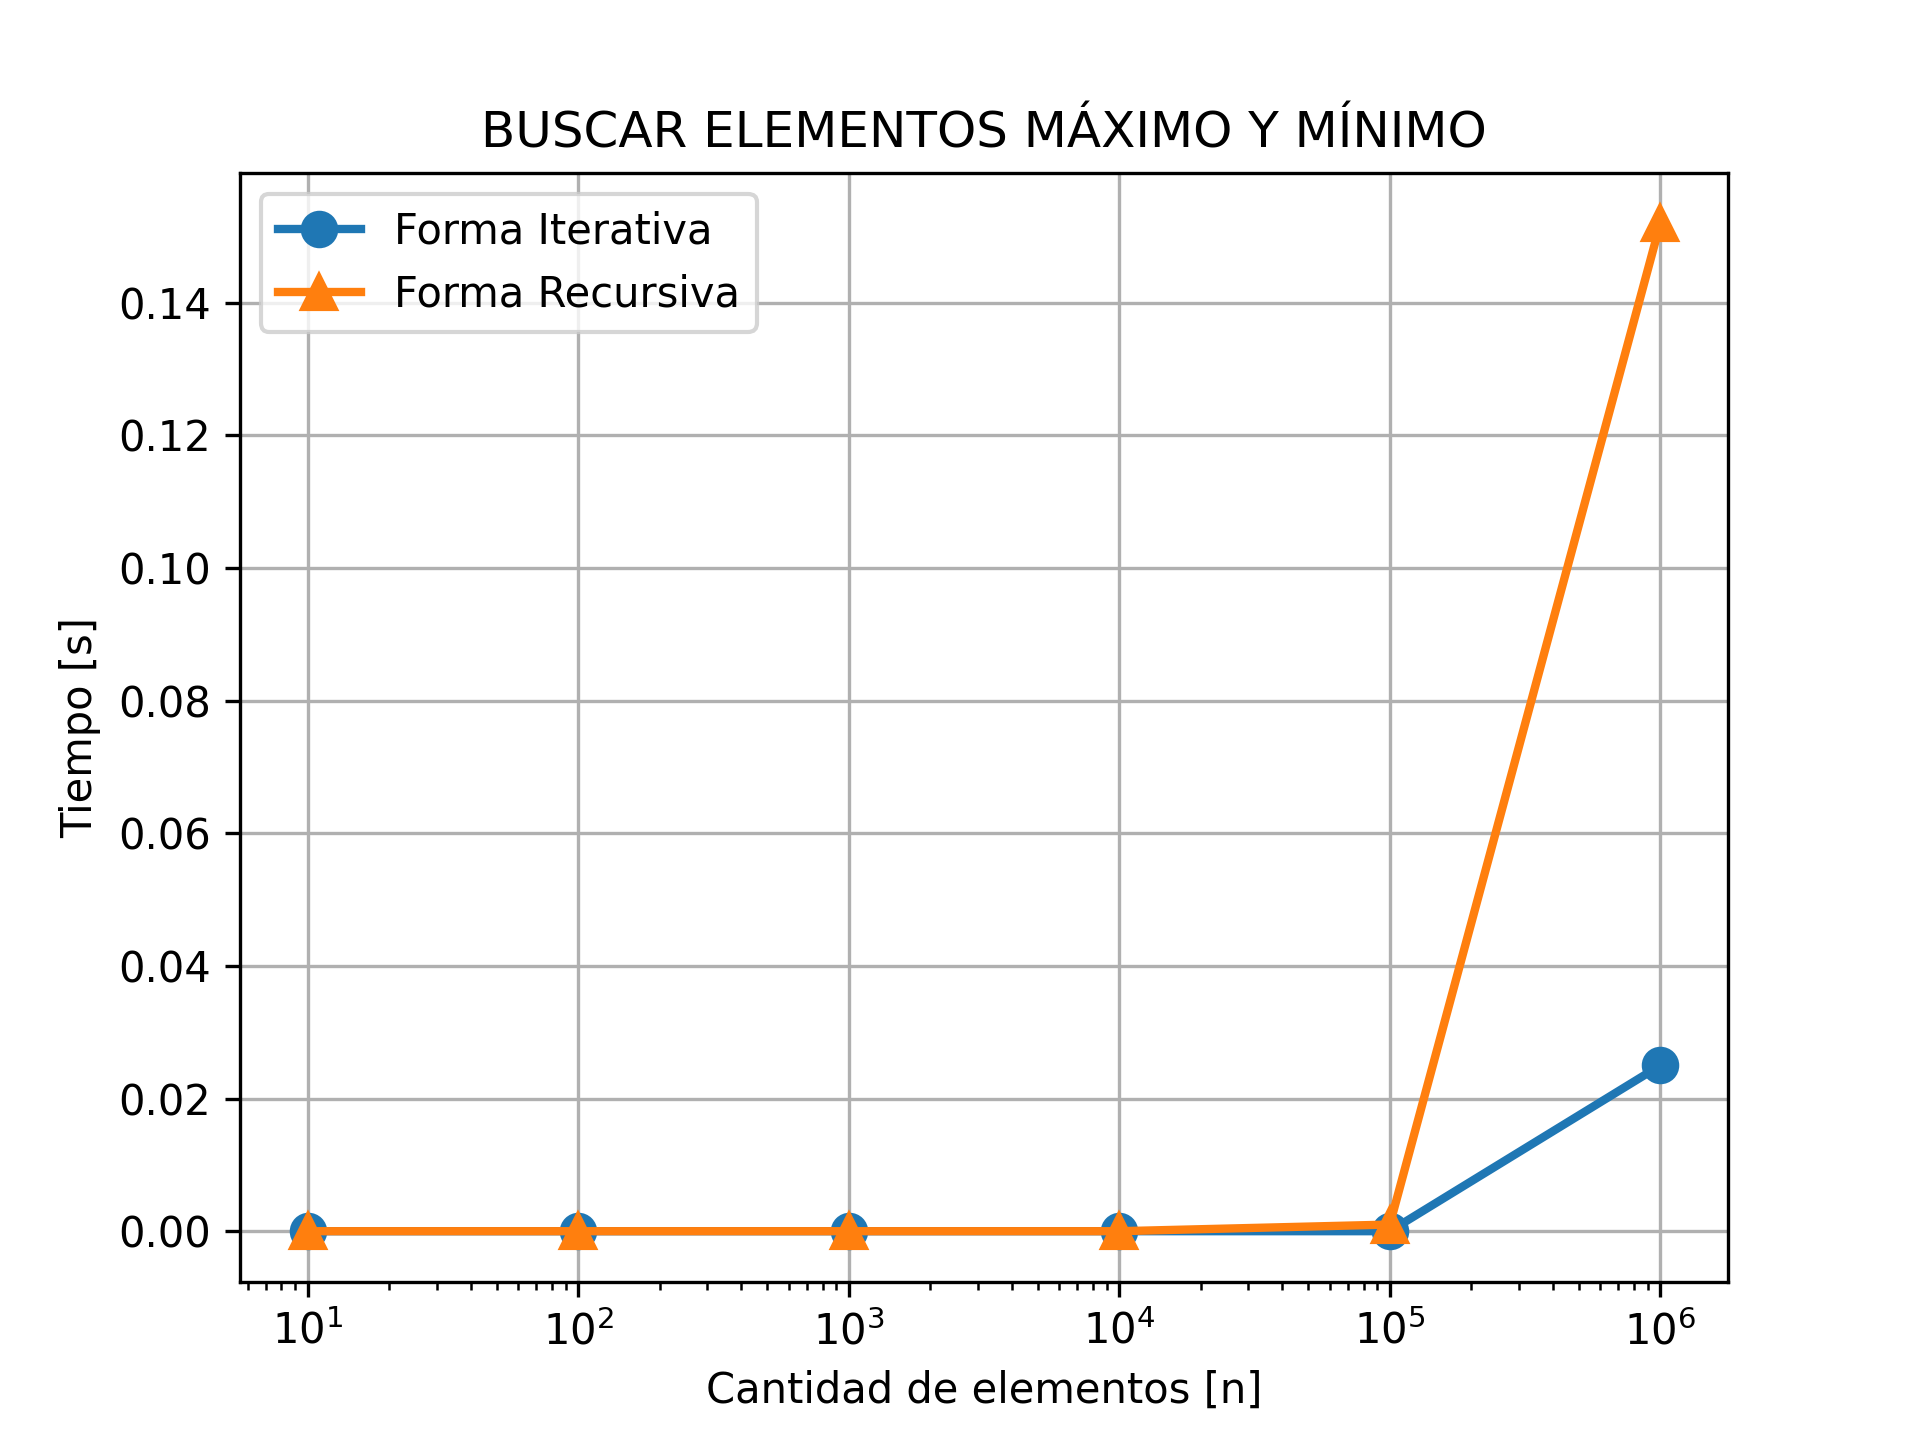 BUSCAR ELEMENTOS MÁXIMO Y MÍNIMO
Forma Iterativa
Forma Recursiva
Tiempo [s]
0.14
0.12
0.10
0.08
0.06
0.04
0.02
0.00
10¹ 10² 10³ 10⁴ 10⁵ 10⁶
Cantidad de elementos [n]